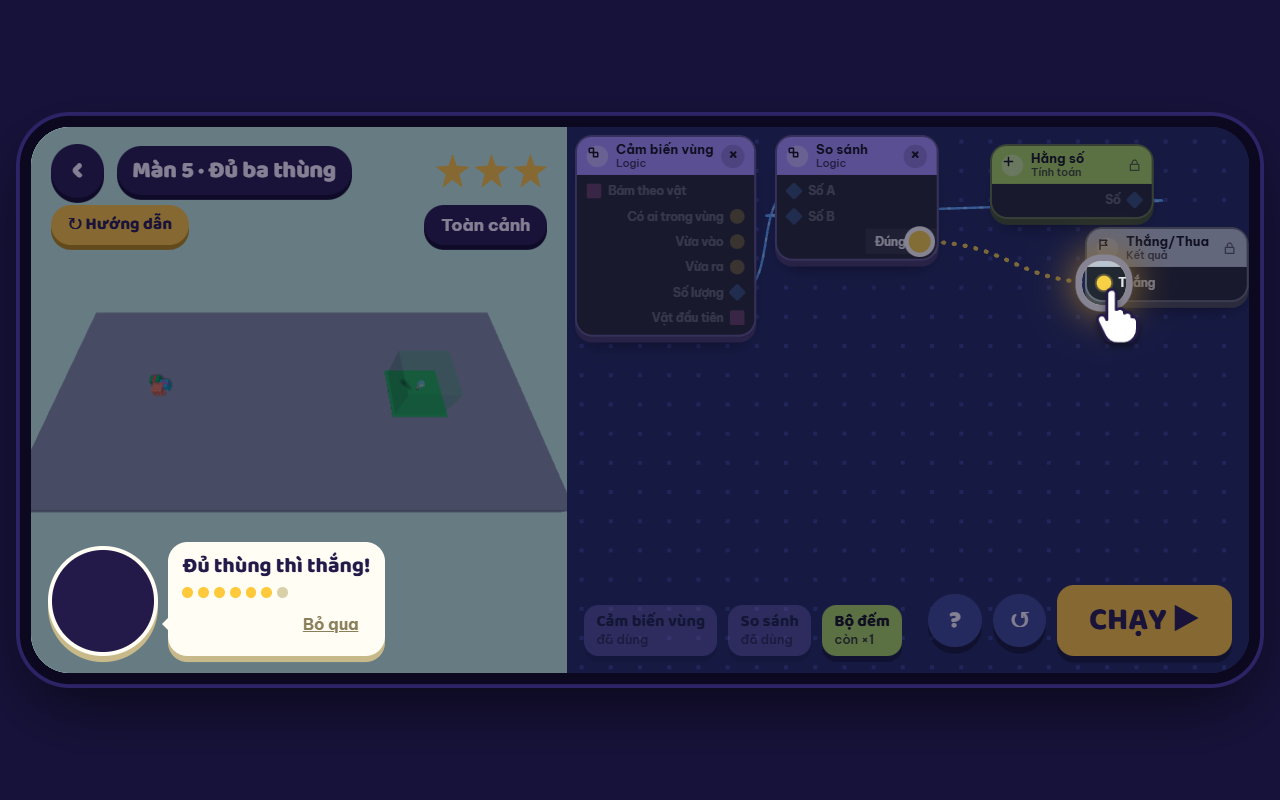 Màn 5 • Đủ ba thùng
↻ Hướng dẫn
Toàn cảnh
Đủ thùng thì thắng!
Bỏ qua
Cảm biến vùng
Logic
×
Bám theo vật
Có ai trong vùng
Vừa vào
Vừa ra
Số lượng
Vật đầu tiên
So sánh
Logic
×
Số A
Số B
Đúng
Hằng số
Tính toán
Số
Thắng/Thua
Kết quả
Thắng
Cảm biến vùng
đã dùng
So sánh
đã dùng
Bộ đếm
còn ×1
?
↺
CHẠY ▶